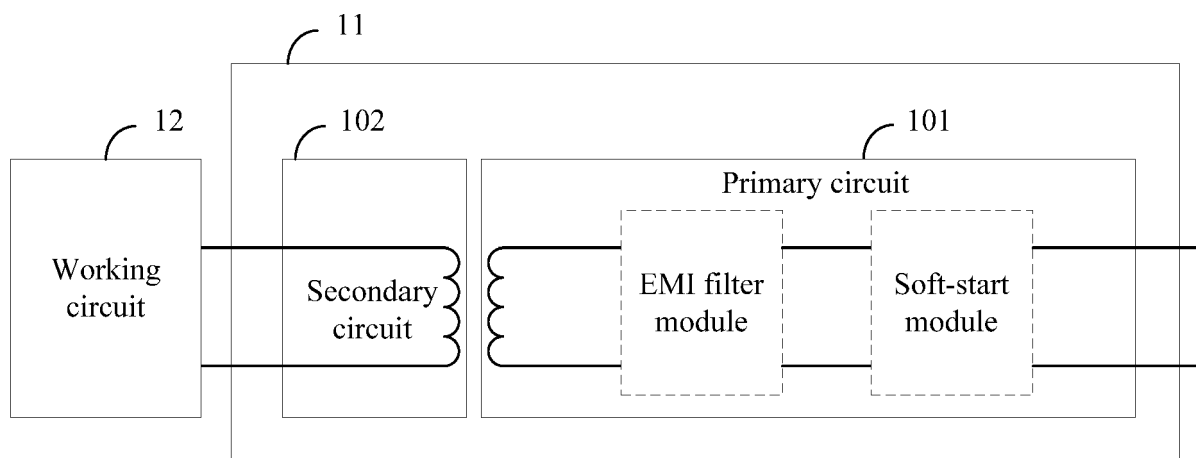 11
12
102
101
Primary circuit
Working
circuit
Secondary
circuit
EMI filter
module
Soft-start
module